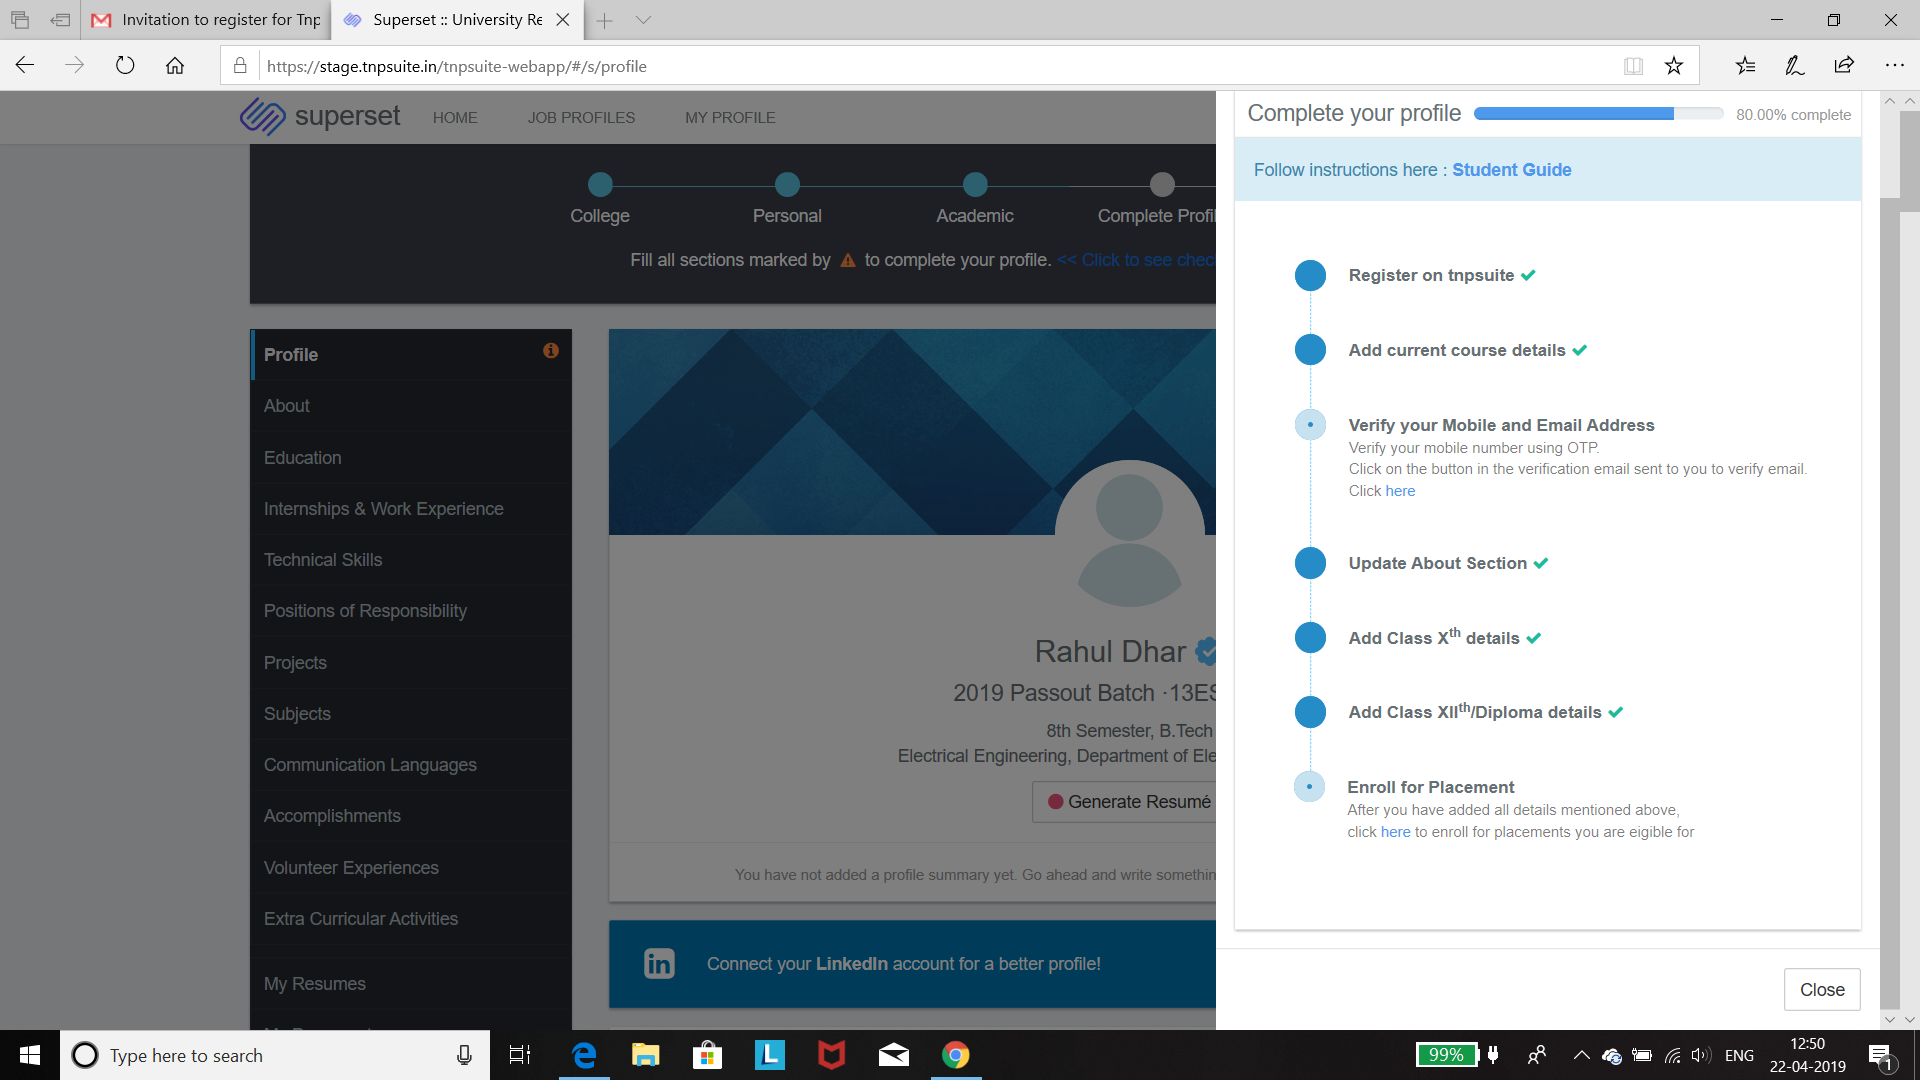 Invitation to register for Tnp
Superset :: University Re
https://stage.tnpsuite.in/tnpsuite-webapp/#/s/profile
superset
HOME
JOB PROFILES
MY PROFILE
College
Personal
Academic
Complete Profil
Fill all sections marked by to complete your profile. << Click to see chec
Profile
About
Education
Internships & Work Experience
Technical Skills
Positions of Responsibility
Projects
Subjects
Communication Languages
Accomplishments
Volunteer Experiences
Extra Curricular Activities
My Resumes
Rahul Dhar
2019 Passout Batch ·13ES
8th Semester, B.Tech
Electrical Engineering, Department of Ele
Generate Resumé
You have not added a profile summary yet. Go ahead and write somethin
in
Connect your LinkedIn account for a better profile!
Complete your profile
80.00% complete
Follow instructions here : Student Guide
Register on tnpsuite
Add current course details
Verify your Mobile and Email Address
Verify your mobile number using OTP.
Click on the button in the verification email sent to you to verify email.
Click here
Update About Section
Add Class Xth details
Add Class XIIth/Diploma details
Enroll for Placement
After you have added all details mentioned above,
click here to enroll for placements you are eigible for
Close
Type here to search
L
99%
ENG
12:50
22-04-2019
1